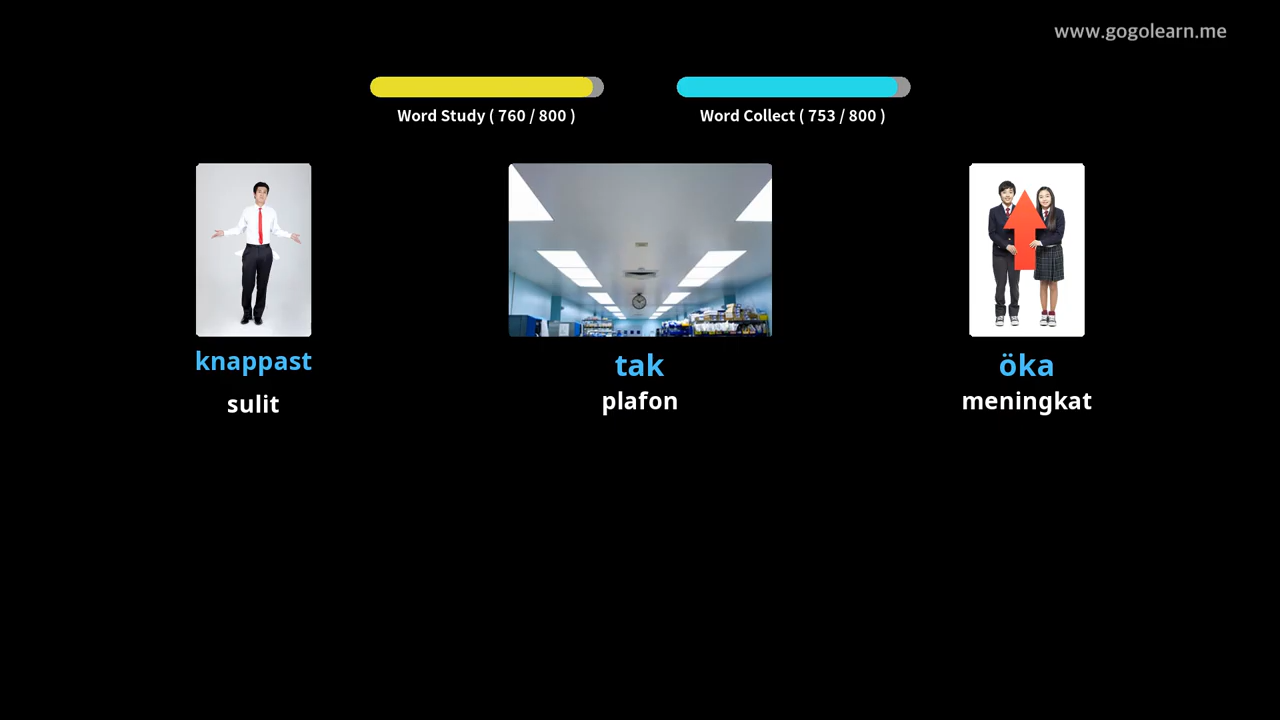 www.gogolearn.me
Word Study ( 760 / 800 )
Word Collect ( 753 / 800 )
knappast
sulit
tak
plafon
öka
meningkat